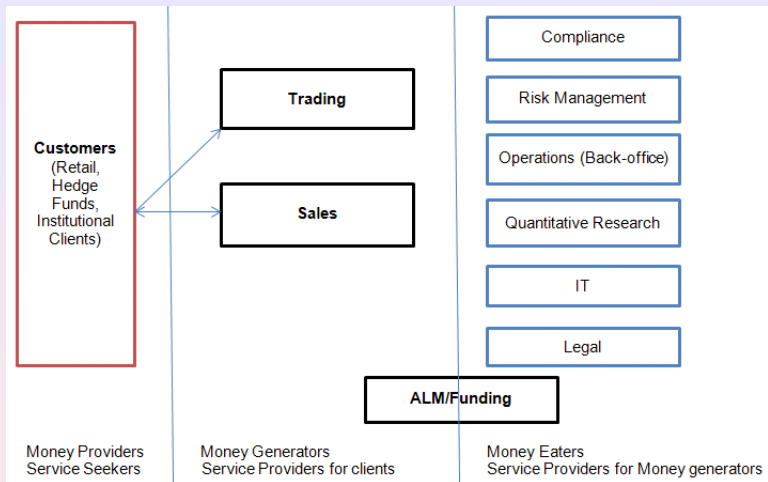 Customers
(Retail,
Hedge
Funds,
Institutional
Clients)
Trading
Sales
Compliance
Risk Management
Operations (Back-office)
Quantitative Research
IT
Legal
ALM/Funding
Money Providers
Service Seekers
Money Generators
Service Providers for clients
Money Eaters
Service Providers for Money generators